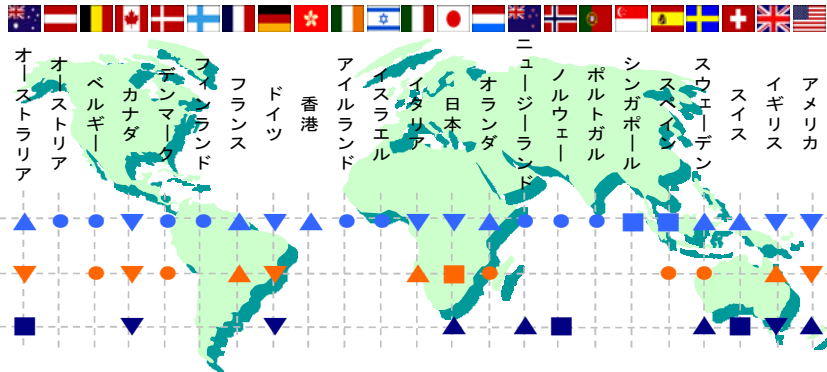 オーストラリア
オーストリア
ベルギー
カナダ
デンマーク
フィンランド
フランス
ドイツ
香港
アイルランド
イスラエル
イタリア
日本
オランダ
ニュージーランド
ノルウェー
ポルトガル
シンガポール
スペイン
スウェーデン
スイス
イギリス
アメリカ